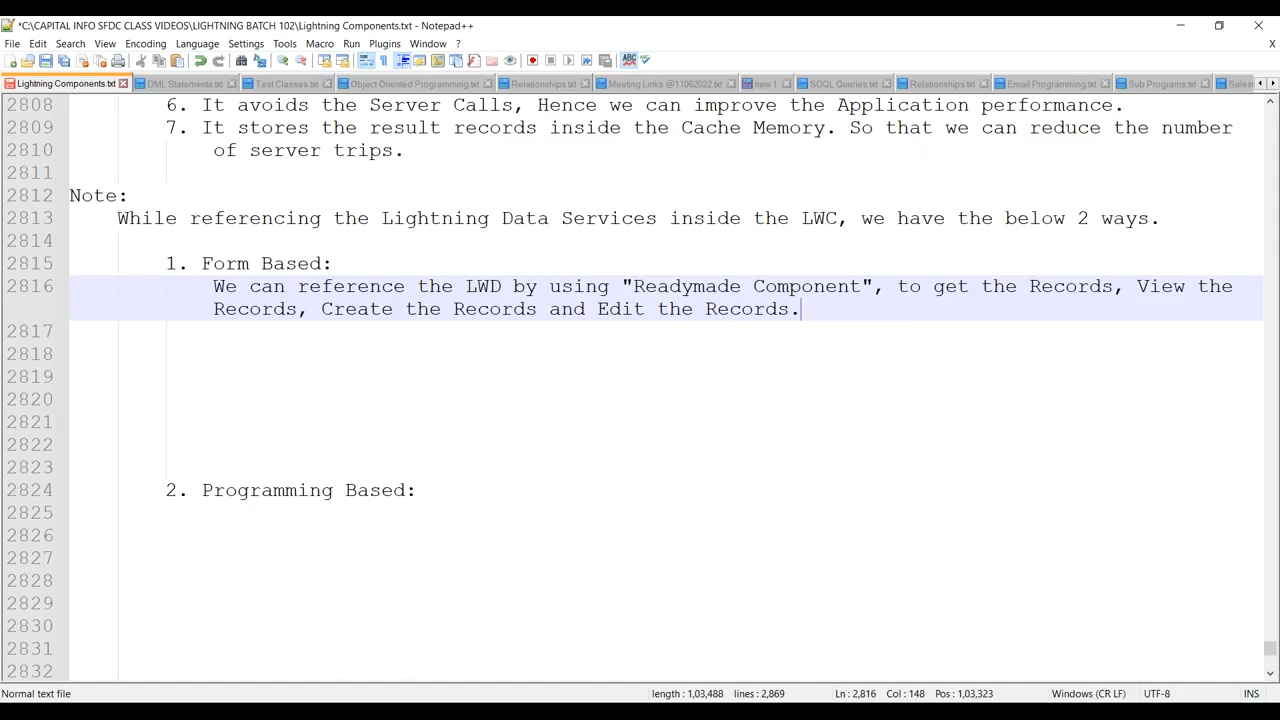 *C:\CAPITAL INFO SFDC CLASS VIDEOS\LIGHTNING BATCH 102\Lightning Components.txt - Notepad++
File Edit Search View Encoding Language Settings Tools Macro Run Plugins Window ? X
Lightning Components.txt DML Statements.txt Test Classes.txt Object Oriented Programming.txt Relationships.txt Meeting Links @11062022.txt new 1 SOQL Queries.txt Relationships.txt Email Programming.txt Sub Programs.txt
2808 6. It avoids the Server Calls, Hence we can improve the Application performance.
2809 7. It stores the result records inside the Cache Memory. So that we can reduce the number
2810 of server trips.
2811
2812 Note:
2813 While referencing the Lightning Data Services inside the LWC, we have the below 2 ways.
2814
2815 1. Form Based:
2816 We can reference the LWD by using "Readymade Component", to get the Records, View the
Records, Create the Records and Edit the Records.
2817
2818
2819
2820
2821
2822
2823
2824 2. Programming Based:
2825
2826
2827
2828
2829
2830
2831
2832
Normal text file length : 1,03,488 lines : 2,869 Ln : 2,816 Col : 148 Pos : 1,03,323 Windows (CR LF) UTF-8 INS